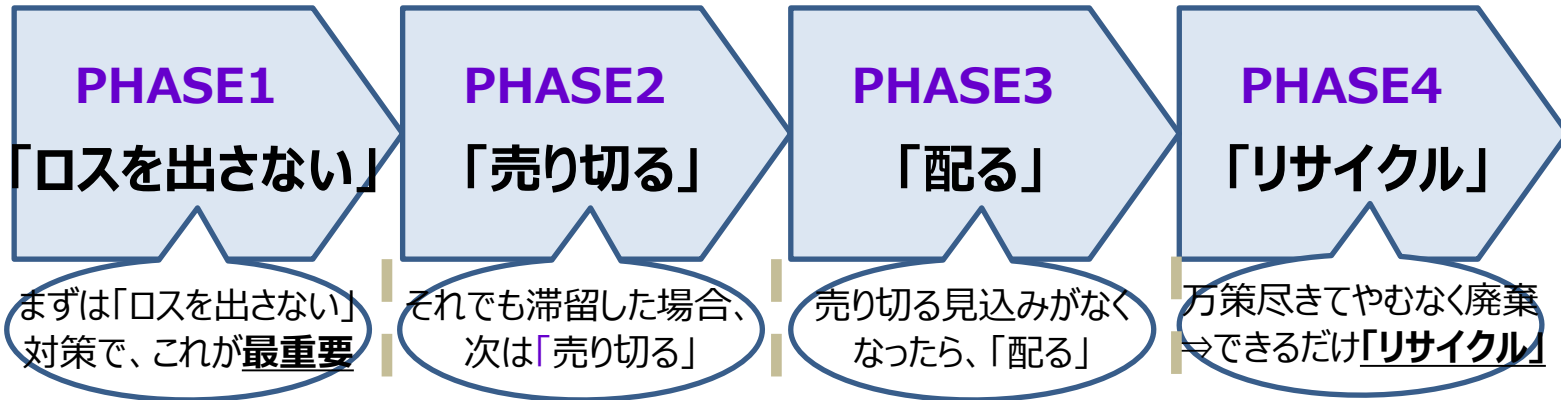 PHASE1
「ロスを出さない」
まずは「ロスを出さない」
対策で、これが最重要
PHASE2
「売り切る」
それでも滞留した場合、
次は「売り切る」
PHASE3
「配る」
売り切る見込みがなく
なったら、「配る」
PHASE4
「リサイクル」
万策尽きてやむなく廃棄
⇒できるだけ「リサイクル」